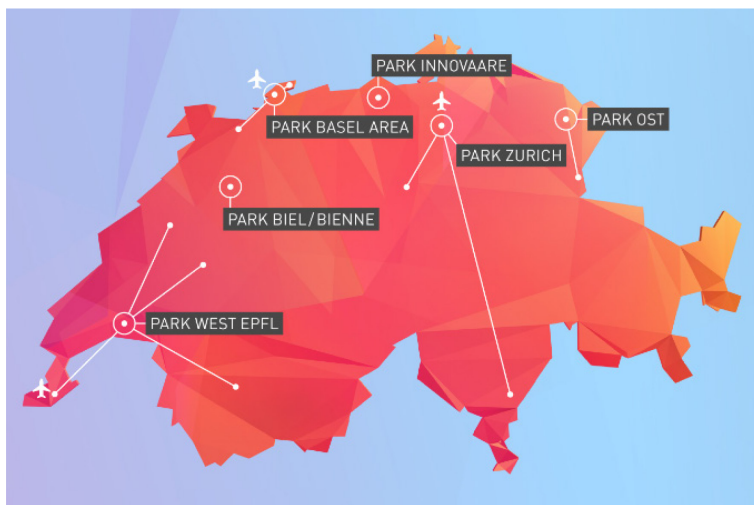 PARK INNOVAARE
PARK BASEL AREA
PARK OST
PARK ZURICH
PARK BIEL/BIENNE
PARK WEST EPFL